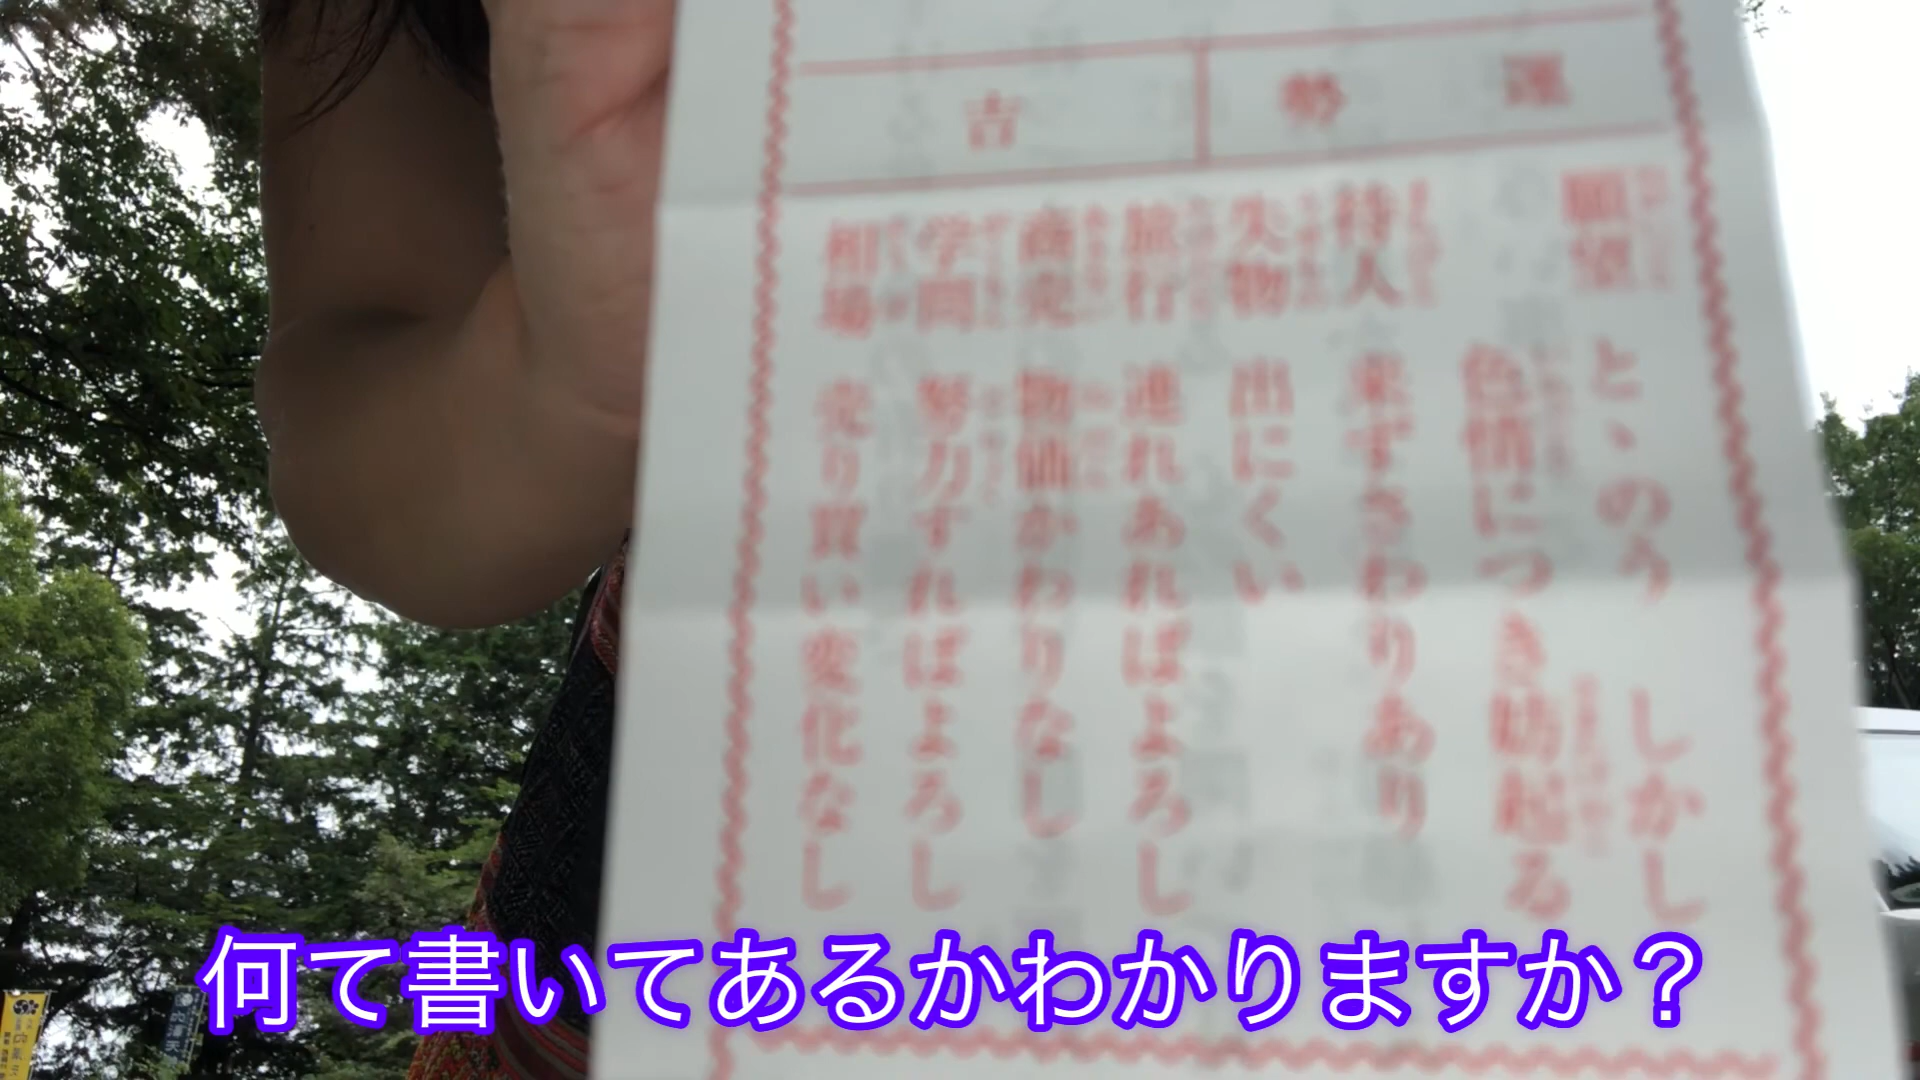 運勢 吉
願望 とゝのう しかし
色情につき妨起る
待人 来ずさわりあり
失物 出にくい
旅行 連れあればよろし
商売 物価かわりなし
学問 努力すればよろし
相場 売り買い変化なし
何て書いてあるかわかりますか？